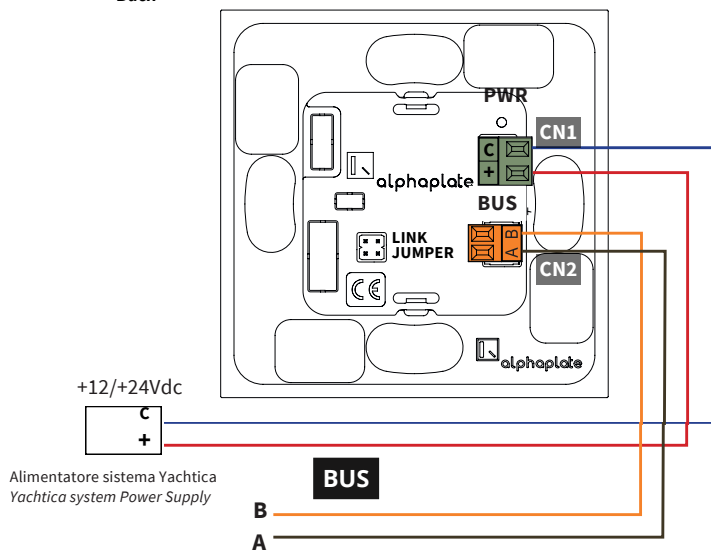 PWR
CN1
C
+
alphaplate
BUS
LINK
JUMPER
B
A
CN2
CE
alphaplate
+12/+24Vdc
C
+
Alimentatore sistema Yachtica
Yachtica system Power Supply
BUS
B
A